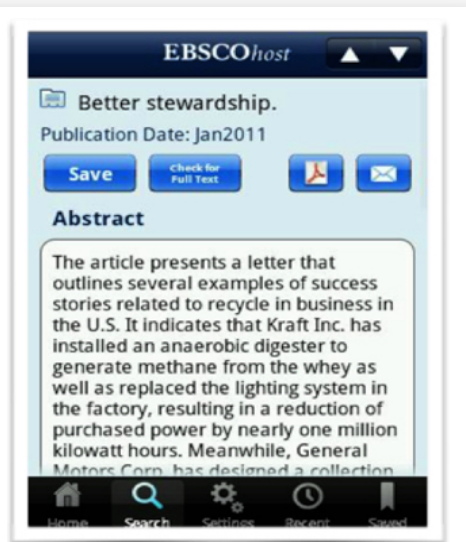 EBSCOhost
Better stewardship.
Publication Date: Jan2011
Save
Check for
Full Text
Abstract
The article presents a letter that
outlines several examples of success
stories related to recycle in business in
the U.S. It indicates that Kraft Inc. has
installed an anaerobic digester to
generate methane from the whey as
well as replaced the lighting system in
the factory, resulting in a reduction of
purchased power by nearly one million
kilowatt hours. Meanwhile, General
Motors Corp. has designed a collection
Home Search Settings Recent Saved